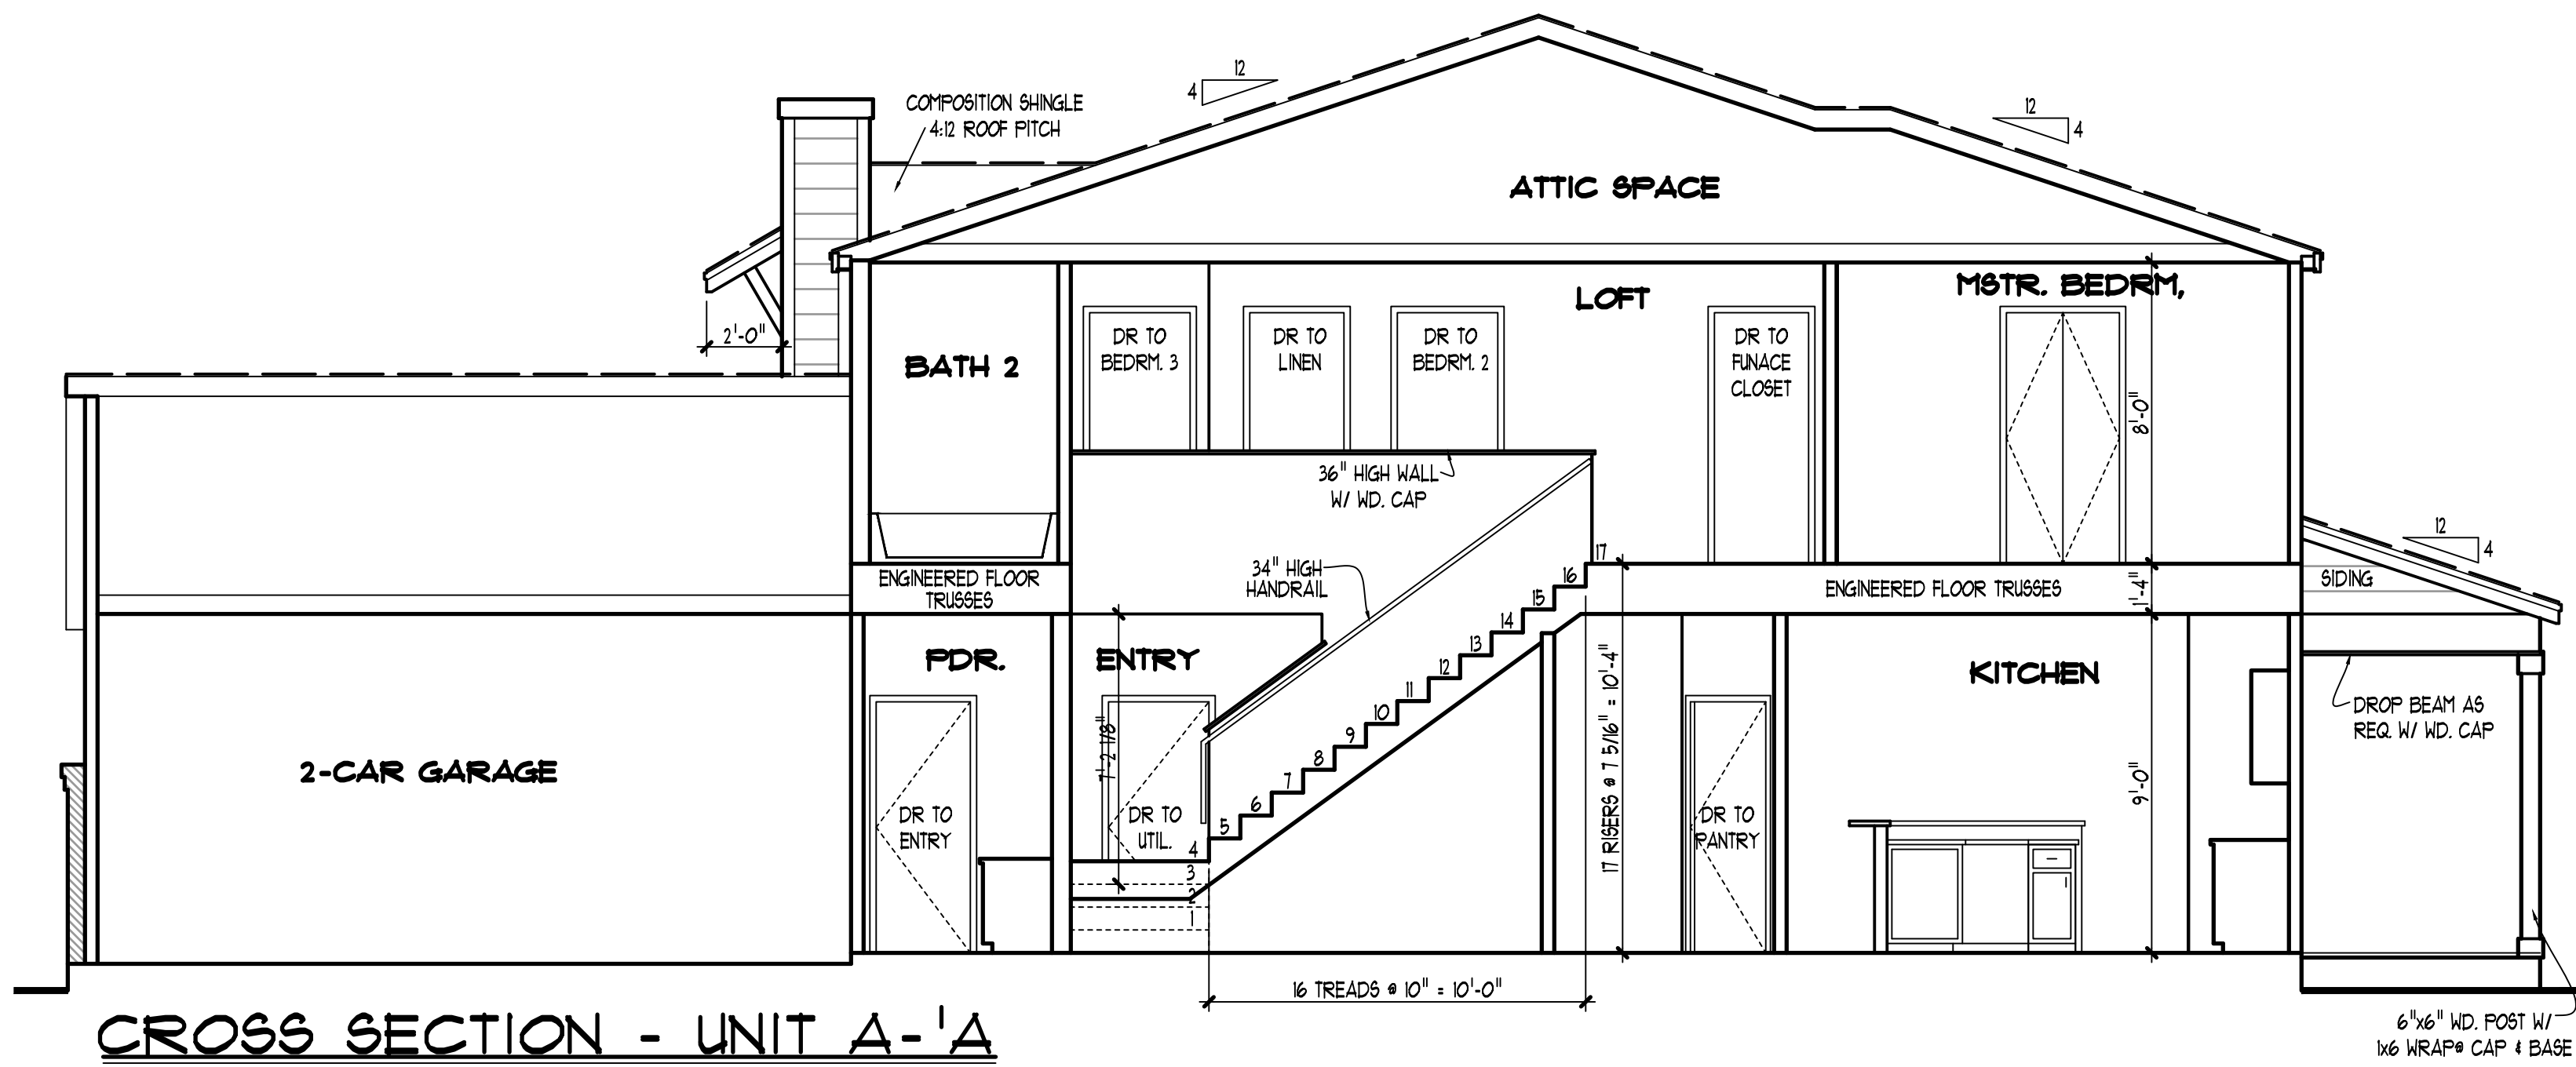 12
4
12
4
COMPOSITION SHINGLE
4:12 ROOF PITCH
ATTIC SPACE
MSTR. BEDRM,
LOFT
2'-0"
DR TO
BEDRM. 3
DR TO
LINEN
DR TO
BEDRM. 2
DR TO
FUNACE
CLOSET
BATH 2
8'-0"
36" HIGH WALL
W/ WD. CAP
12
4
34" HIGH
HANDRAIL
17
16
15
14
13
12
11
10
9
8
7
6
5
4
3
2
1
ENGINEERED FLOOR
TRUSSES
ENGINEERED FLOOR TRUSSES
1'-4"
SIDING
PDR.
ENTRY
KITCHEN
DROP BEAM AS
REQ. W/ WD. CAP
2-CAR GARAGE
7'-2 1/8"
17 RISERS @ 7 5/16" = 10'-4"
9'-0"
DR TO
ENTRY
DR TO
UTIL.
DR TO
PANTRY
16 TREADS @ 10" = 10'-0"
CROSS SECTION - UNIT A-'A
6"x6" WD. POST W/
1x6 WRAP@ CAP & BASE